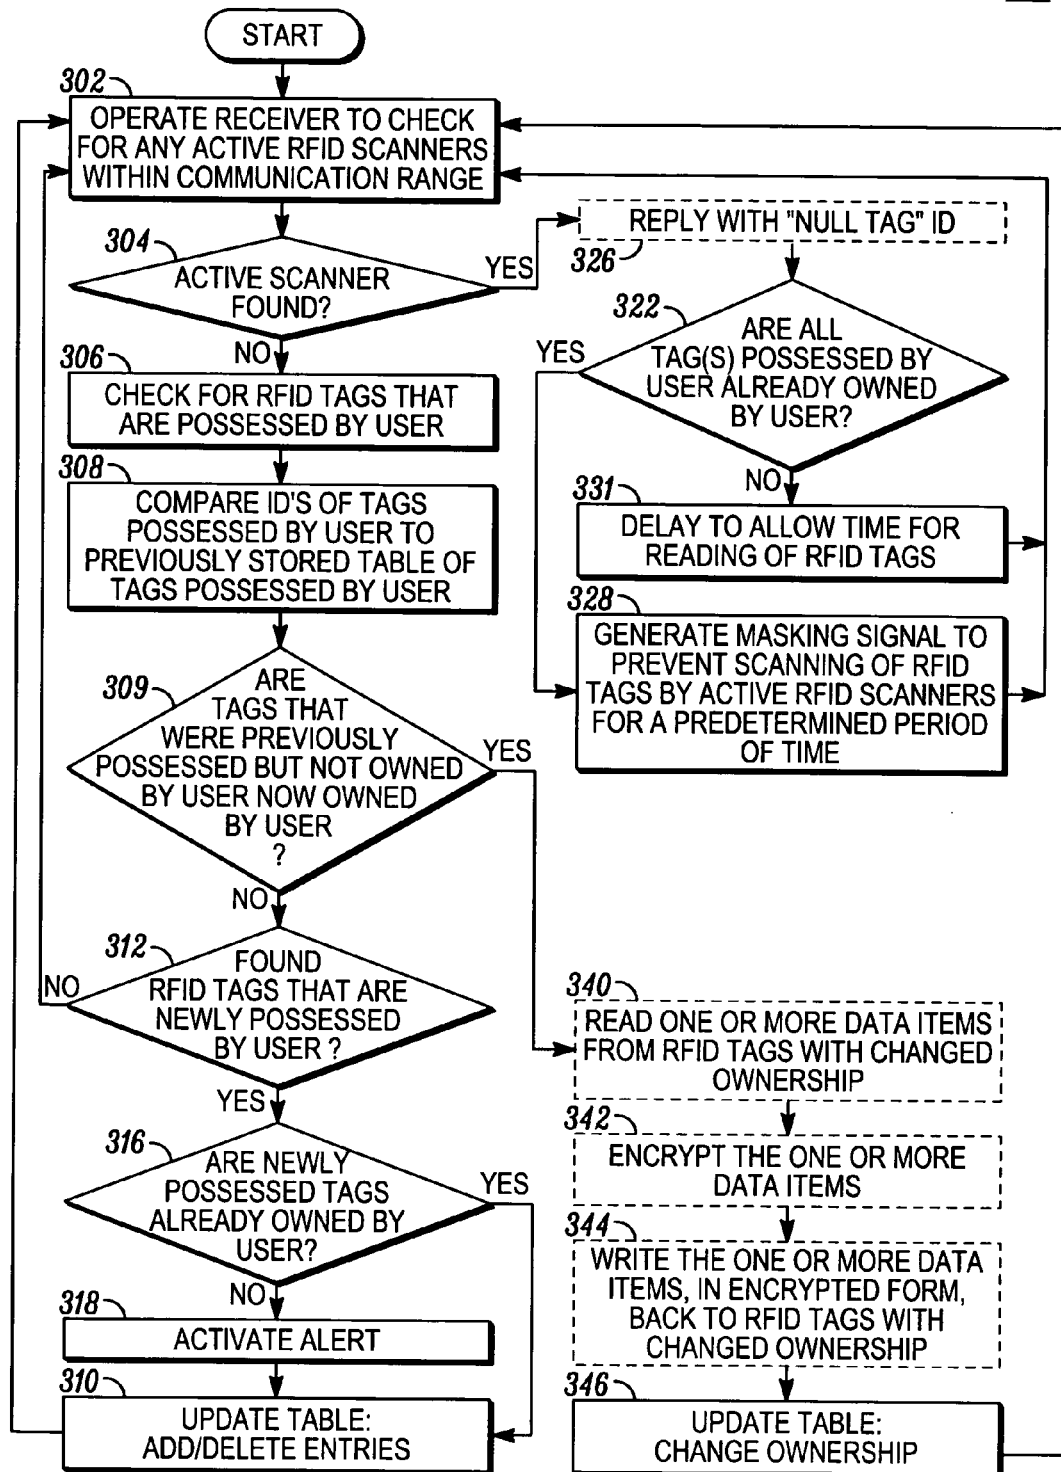 START
302
OPERATE RECEIVER TO CHECK
FOR ANY ACTIVE RFID SCANNERS
WITHIN COMMUNICATION RANGE
304
ACTIVE SCANNER
FOUND?
YES
NO
306
CHECK FOR RFID TAGS THAT
ARE POSSESSED BY USER
308
COMPARE ID'S OF TAGS
POSSESSED BY USER TO
PREVIOUSLY STORED TABLE OF
TAGS POSSESSED BY USER
309
ARE
TAGS THAT
WERE PREVIOUSLY
POSSESSED BUT NOT OWNED
BY USER NOW OWNED
BY USER
?
YES
NO
312
FOUND
RFID TAGS THAT ARE
NEWLY POSSESSED
BY USER ?
NO
YES
316
ARE NEWLY
POSSESSED TAGS
ALREADY OWNED BY
USER?
YES
NO
318
ACTIVATE ALERT
310
UPDATE TABLE:
ADD/DELETE ENTRIES
REPLY WITH "NULL TAG" ID
326
322
ARE ALL
TAG(S) POSSESSED BY
USER ALREADY OWNED
BY USER?
YES
NO
331
DELAY TO ALLOW TIME FOR
READING OF RFID TAGS
328
GENERATE MASKING SIGNAL TO
PREVENT SCANNING OF RFID
TAGS BY ACTIVE RFID SCANNERS
FOR A PREDETERMINED PERIOD
OF TIME
340
READ ONE OR MORE DATA ITEMS
FROM RFID TAGS WITH CHANGED
OWNERSHIP
342
ENCRYPT THE ONE OR MORE
DATA ITEMS
344
WRITE THE ONE OR MORE DATA
ITEMS, IN ENCRYPTED FORM,
BACK TO RFID TAGS WITH
CHANGED OWNERSHIP
346
UPDATE TABLE:
CHANGE OWNERSHIP